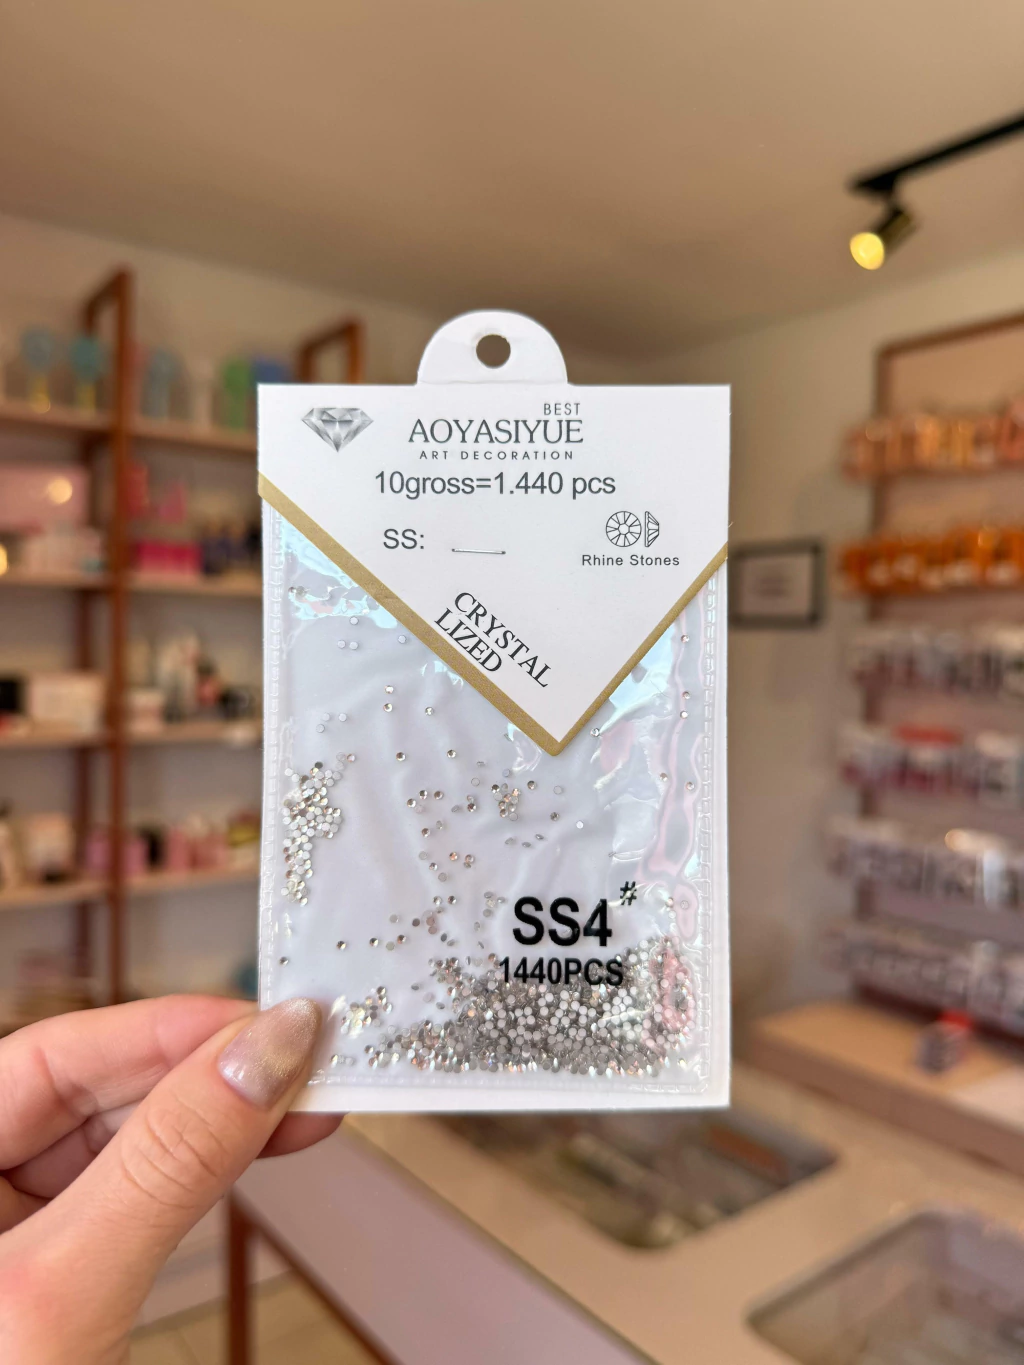 BEST
AOYASIYUE
ART DECORATION
10gross=1.440 pcs
SS:
Rhine Stones
CRYSTAL
LIZED
SS4#
1440PCS